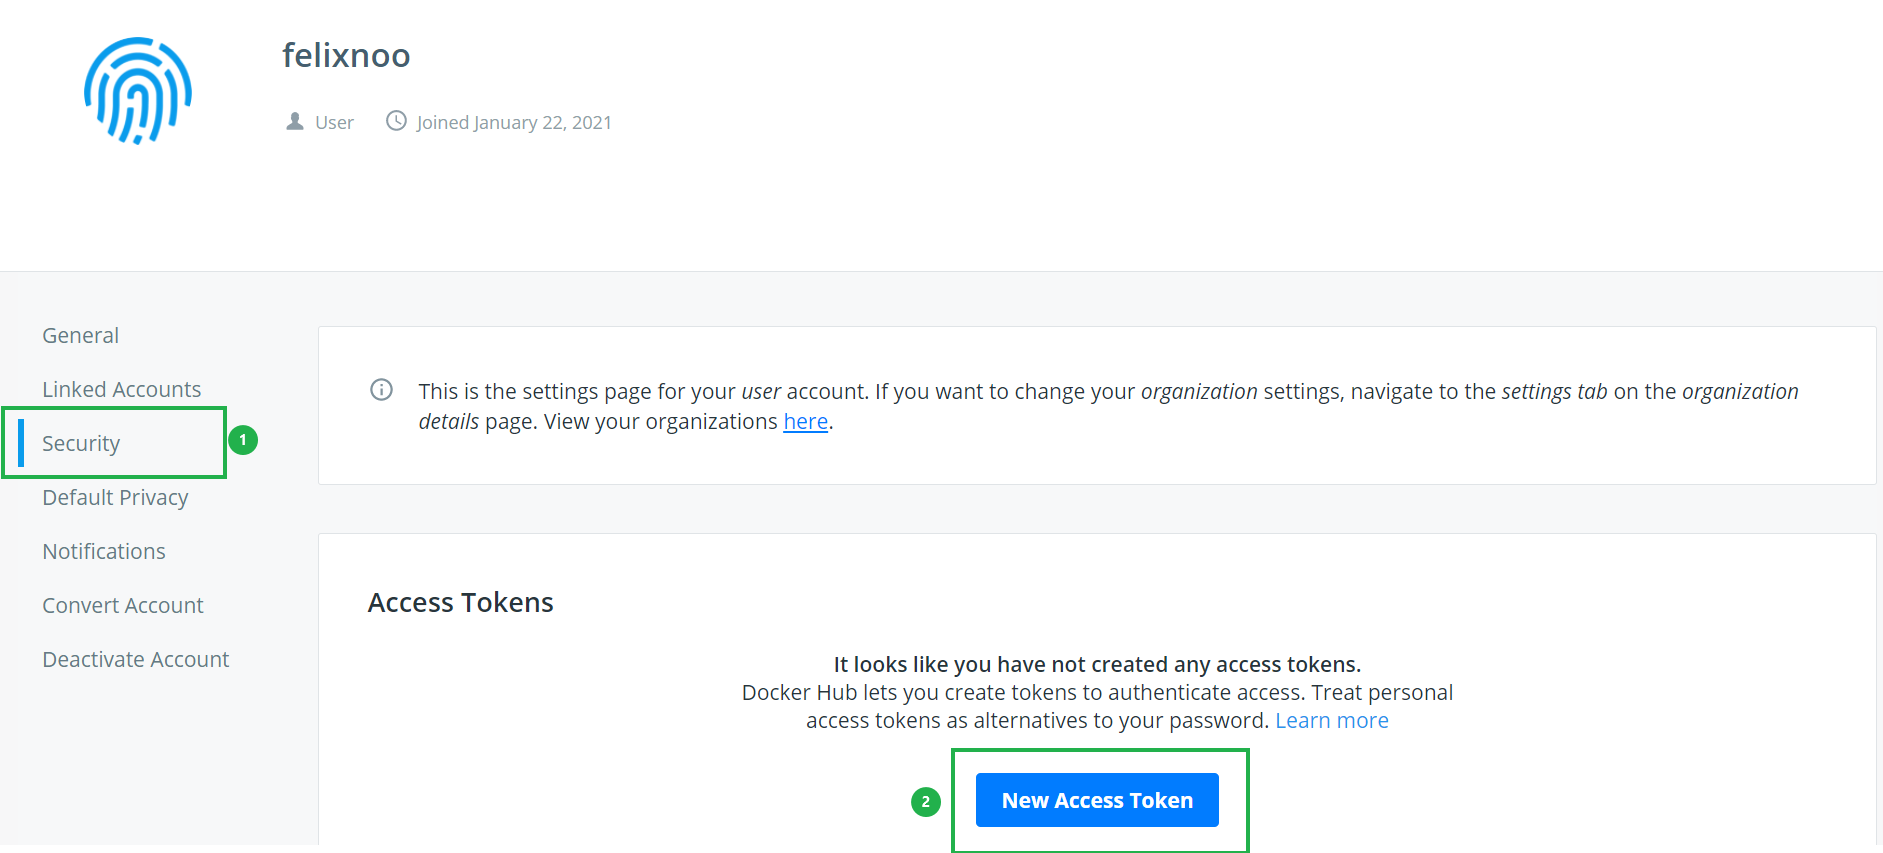 felixnoo
User Joined January 22, 2021
General
Linked Accounts
Security 1
Default Privacy
Notifications
Convert Account
Deactivate Account
This is the settings page for your user account. If you want to change your organization settings, navigate to the settings tab on the organization
details page. View your organizations here.
Access Tokens
It looks like you have not created any access tokens.
Docker Hub lets you create tokens to authenticate access. Treat personal
access tokens as alternatives to your password. Learn more
2 New Access Token